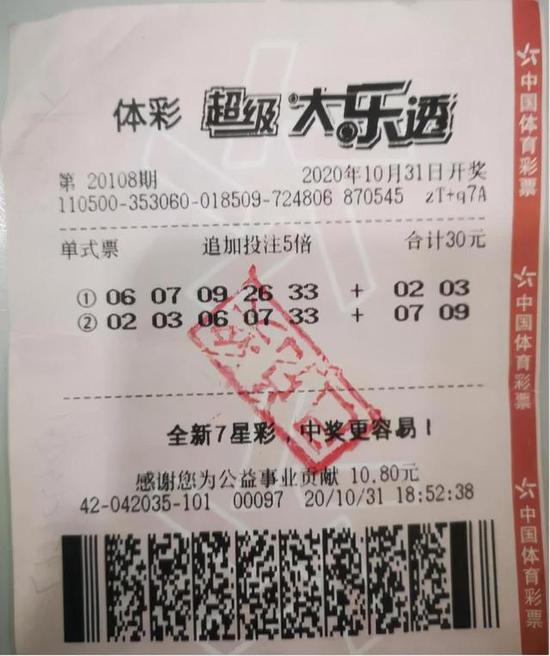 体彩 超级大乐透
第 20108期 2020年10月31日开奖
110500-353060-018509-724806 870545 zT+q7A
单式票 追加投注5倍 合计30元
① 06 07 09 26 33 + 02 03
② 02 03 06 07 33 + 07 09
全新7星彩,中奖更容易!
感谢您为公益事业贡献 10.80元
42-042035-101 00097 20/10/31 18:52:38
中国体育彩票
中国体育彩票
中国体育彩票